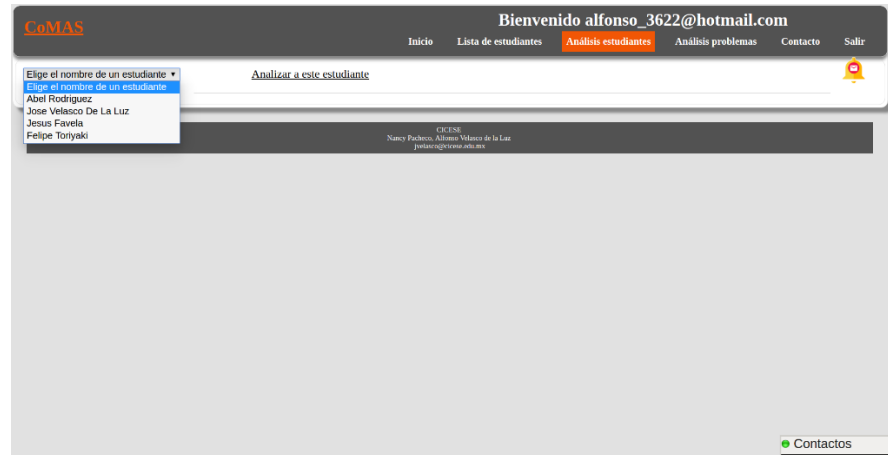 CoMAS
Bienvenido alfonso_3622@hotmail.com
Inicio Lista de estudiantes Análisis estudiantes Análisis problemas Contacto Salir
Elige el nombre de un estudiante
Analizar a este estudiante
Elige el nombre de un estudiante
Abel Rodriguez
Jose Velasco De La Luz
Jesus Favela
Felipe Toriyaki
CICESE
Nancy Pacheco, Alfonso Velasco de la Luz
jvelasco@cicese.edu.mx
Contactos